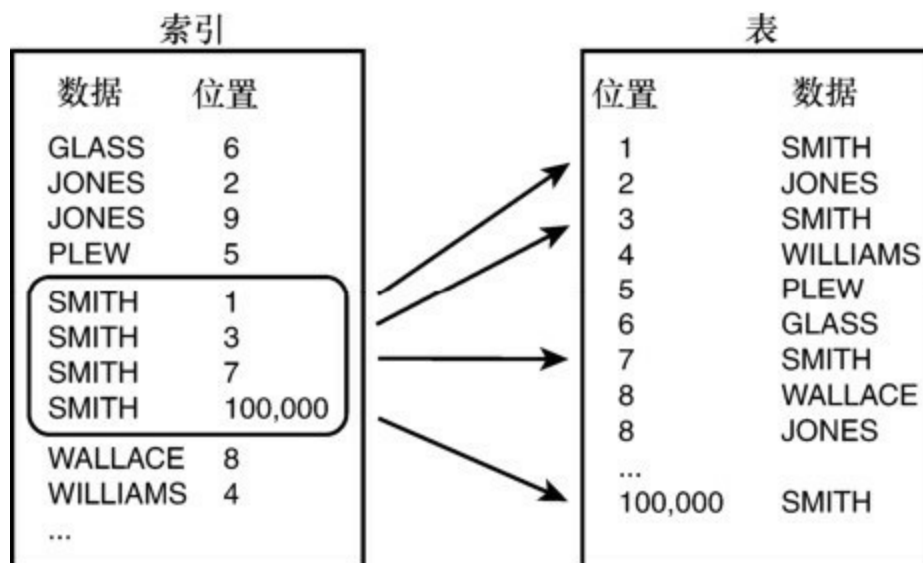 索引
数据 位置
GLASS 6
JONES 2
JONES 9
PLEW 5
SMITH 1
SMITH 3
SMITH 7
SMITH 100,000
WALLACE 8
WILLIAMS 4
...
表
位置 数据
1 SMITH
2 JONES
3 SMITH
4 WILLIAMS
5 PLEW
6 GLASS
7 SMITH
8 WALLACE
8 JONES
...
100,000 SMITH